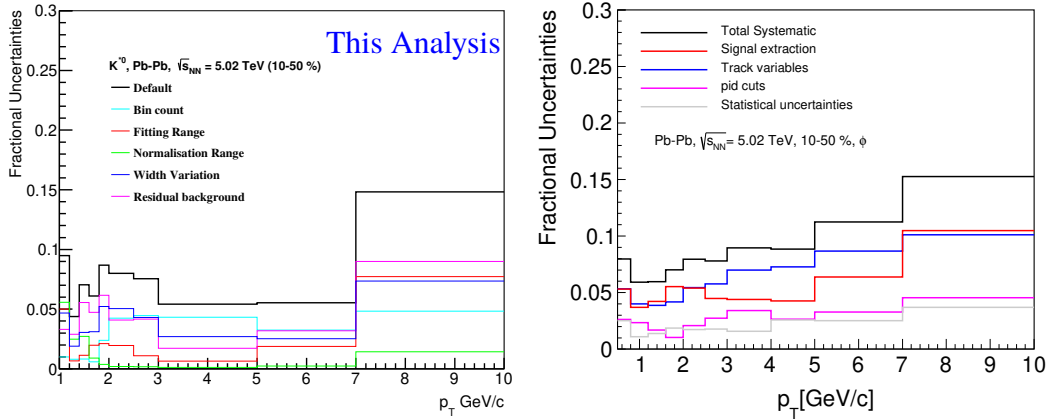 This Analysis
K*0, Pb-Pb, √sNN = 5.02 TeV (10-50 %)
Default
Bin count
Fitting Range
Normalisation Range
Width Variation
Residual background
Fractional Uncertainties
0.3
0.25
0.2
0.15
0.1
0.05
0
1 2 3 4 5 6 7 8 9 10
pT GeV/c
Total Systematic
Signal extraction
Track variables
pid cuts
Statistical uncertainties
Pb-Pb, √sNN= 5.02 TeV, 10-50 %, ϕ
Fractional Uncertainties
0.3
0.25
0.2
0.15
0.1
0.05
0
1 2 3 4 5 6 7 8 9 10
pT[GeV/c]